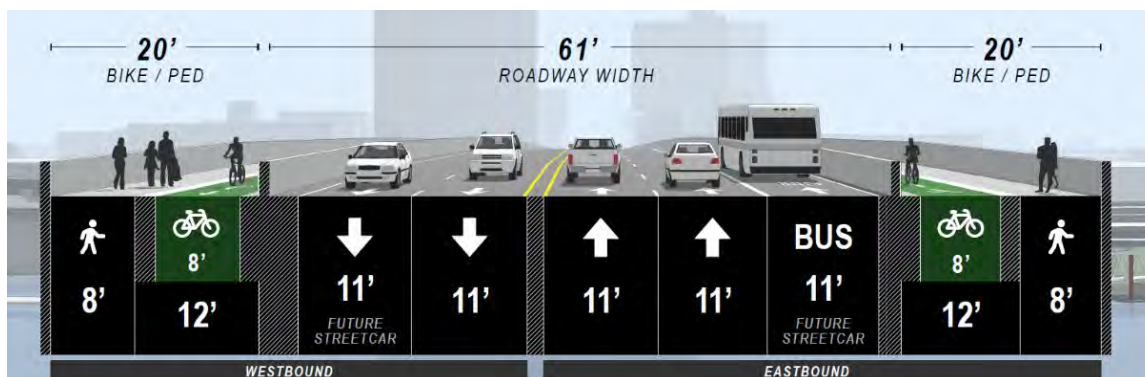 20’
BIKE / PED
61’
ROADWAY WIDTH
20’
BIKE / PED
8’
8’
12’
11’
FUTURE
STREETCAR
11’
11’
11’
BUS
11’
FUTURE
STREETCAR
8’
12’
8’
WESTBOUND
EASTBOUND